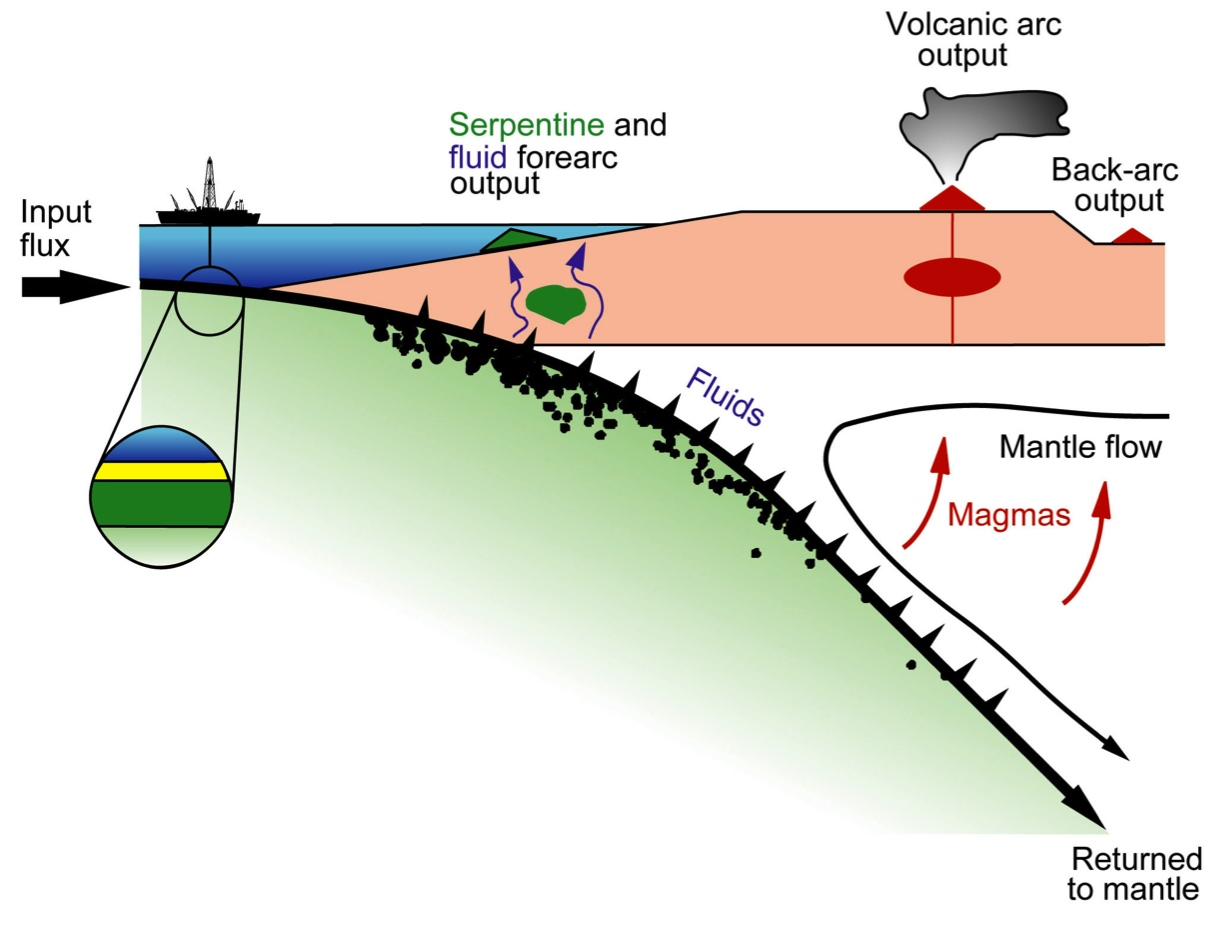 Volcanic arc
output
Serpentine and
fluid forearc
output
Back-arc
output
Input
flux
Fluids
Mantle flow
Magmas
Returned
to mantle